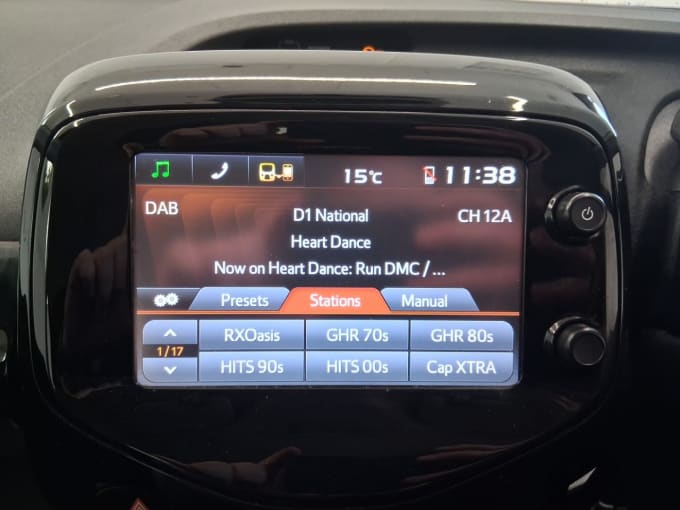 15°C 11:38
DAB D1 National CH 12A
Heart Dance
Now on Heart Dance: Run DMC / ...
Presets Stations Manual
1/17
RXOasis GHR 70s GHR 80s
HITS 90s HITS 00s Cap XTRA